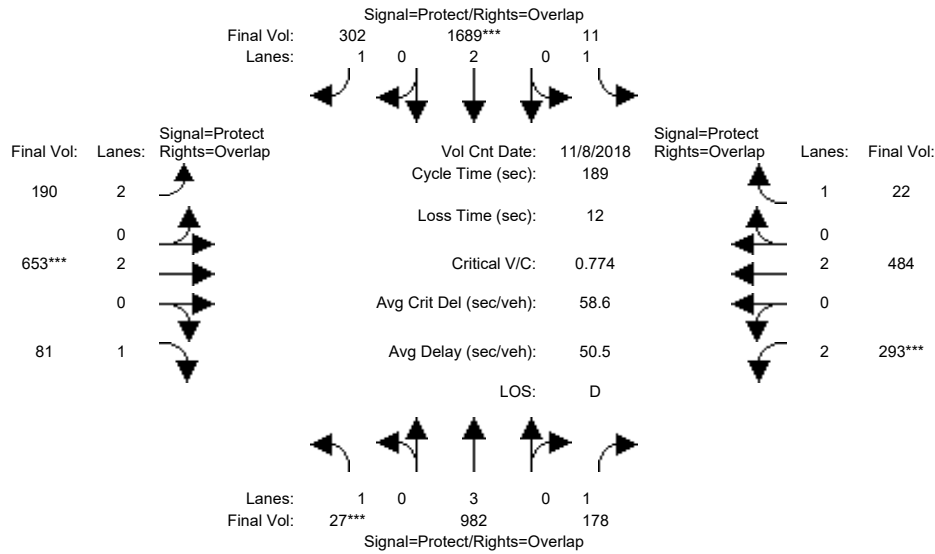 Signal=Protect/Rights=Overlap
Final Vol: 302 1689*** 11
Lanes: 1 0 2 0 1
Signal=Protect
Final Vol: Lanes: Rights=Overlap
Vol Cnt Date: 11/8/2018
Signal=Protect
Rights=Overlap Lanes: Final Vol:
Cycle Time (sec): 189
190 2
1 22
Loss Time (sec): 12
0
0
653*** 2
Critical V/C: 0.774
2 484
0
Avg Crit Del (sec/veh): 58.6
0
81 1
Avg Delay (sec/veh): 50.5
2 293***
LOS: D
Lanes: 1 0 3 0 1
Final Vol: 27*** 982 178
Signal=Protect/Rights=Overlap